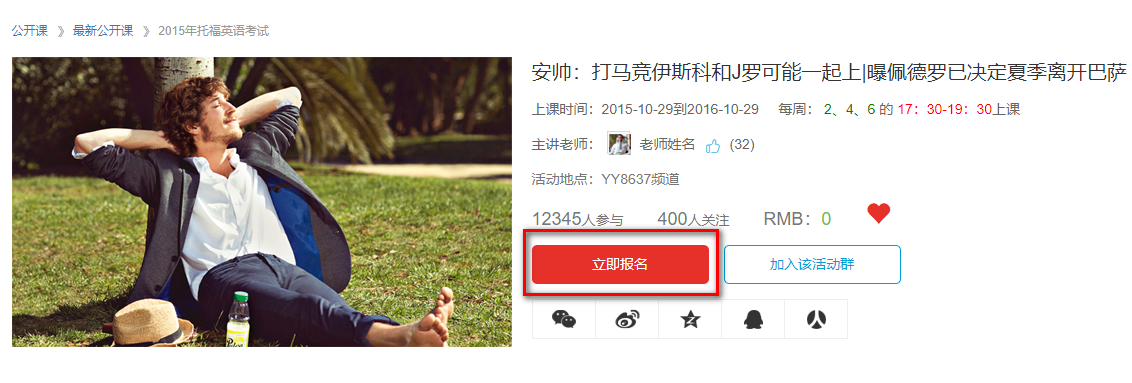 公开课 》 最新公开课 》 2015年托福英语考试
安帅：打马竞伊斯科和J罗可能一起上|曝佩德罗已决定夏季离开巴萨
上课时间：2015-10-29到2016-10-29 每周： 2、4、6 的 17：30-19：30上课
主讲老师： 老师姓名 (32)
活动地点：YY8637频道
12345人参与 400人关注 RMB：0
立即报名 加入该活动群